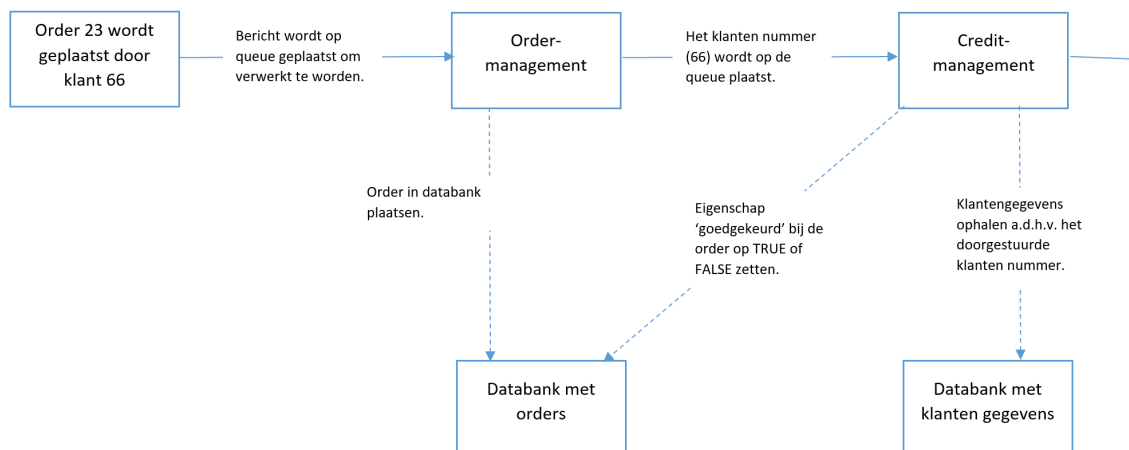 Order 23 wordt
geplaatst door
klant 66
Bericht wordt op
queue geplaatst om
verwerkt te worden.
Order-
management
Het klanten nummer
(66) wordt op de
queue plaatst.
Credit-
management
Order in databank
plaatsen.
Eigenschap
‘goedgekeurd’ bij de
order op TRUE of
FALSE zetten.
Klantengegevens
ophalen a.d.h.v. het
doorgestuurde
klanten nummer.
Databank met
orders
Databank met
klanten gegevens